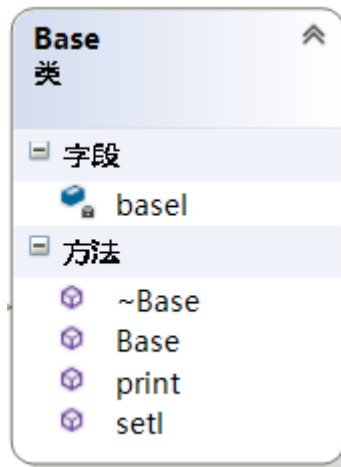 Base
类
字段
baseI
方法
~Base
Base
print
setI